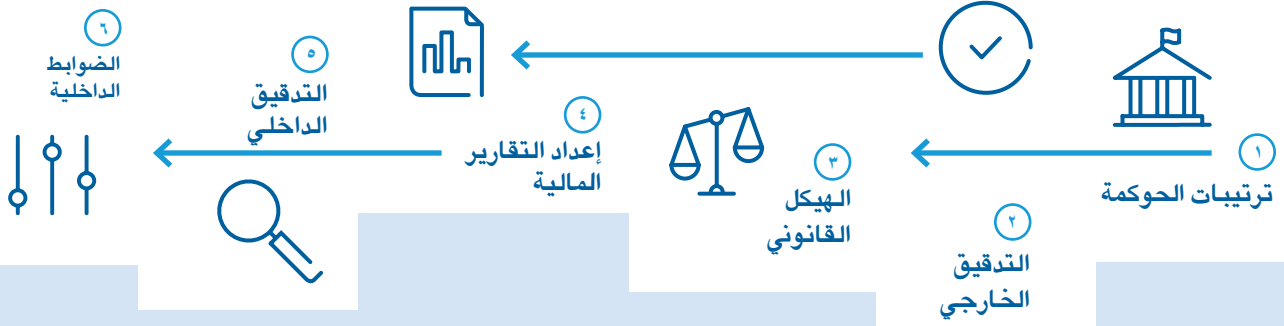 ١
ترتيبات الحوكمة
٢
التدقيق
الخارجي
٣
الهيكل
القانوني
٤
إعداد التقارير
المالية
٥
التدقيق
الداخلي
٦
الضوابط
الداخلية